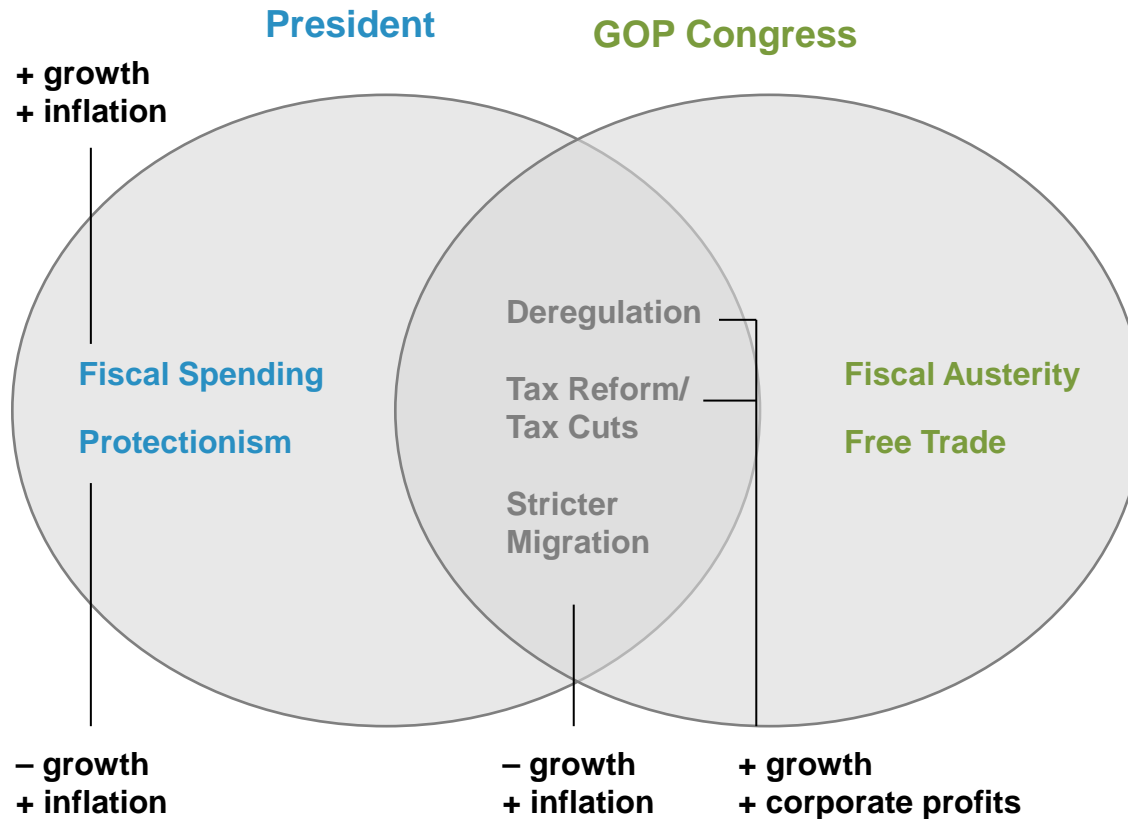 President
GOP Congress
+ growth
+ inflation
Fiscal Spending
Protectionism
Deregulation
Tax Reform/
Tax Cuts
Stricter
Migration
Fiscal Austerity
Free Trade
– growth
+ inflation
– growth
+ inflation
+ growth
+ corporate profits